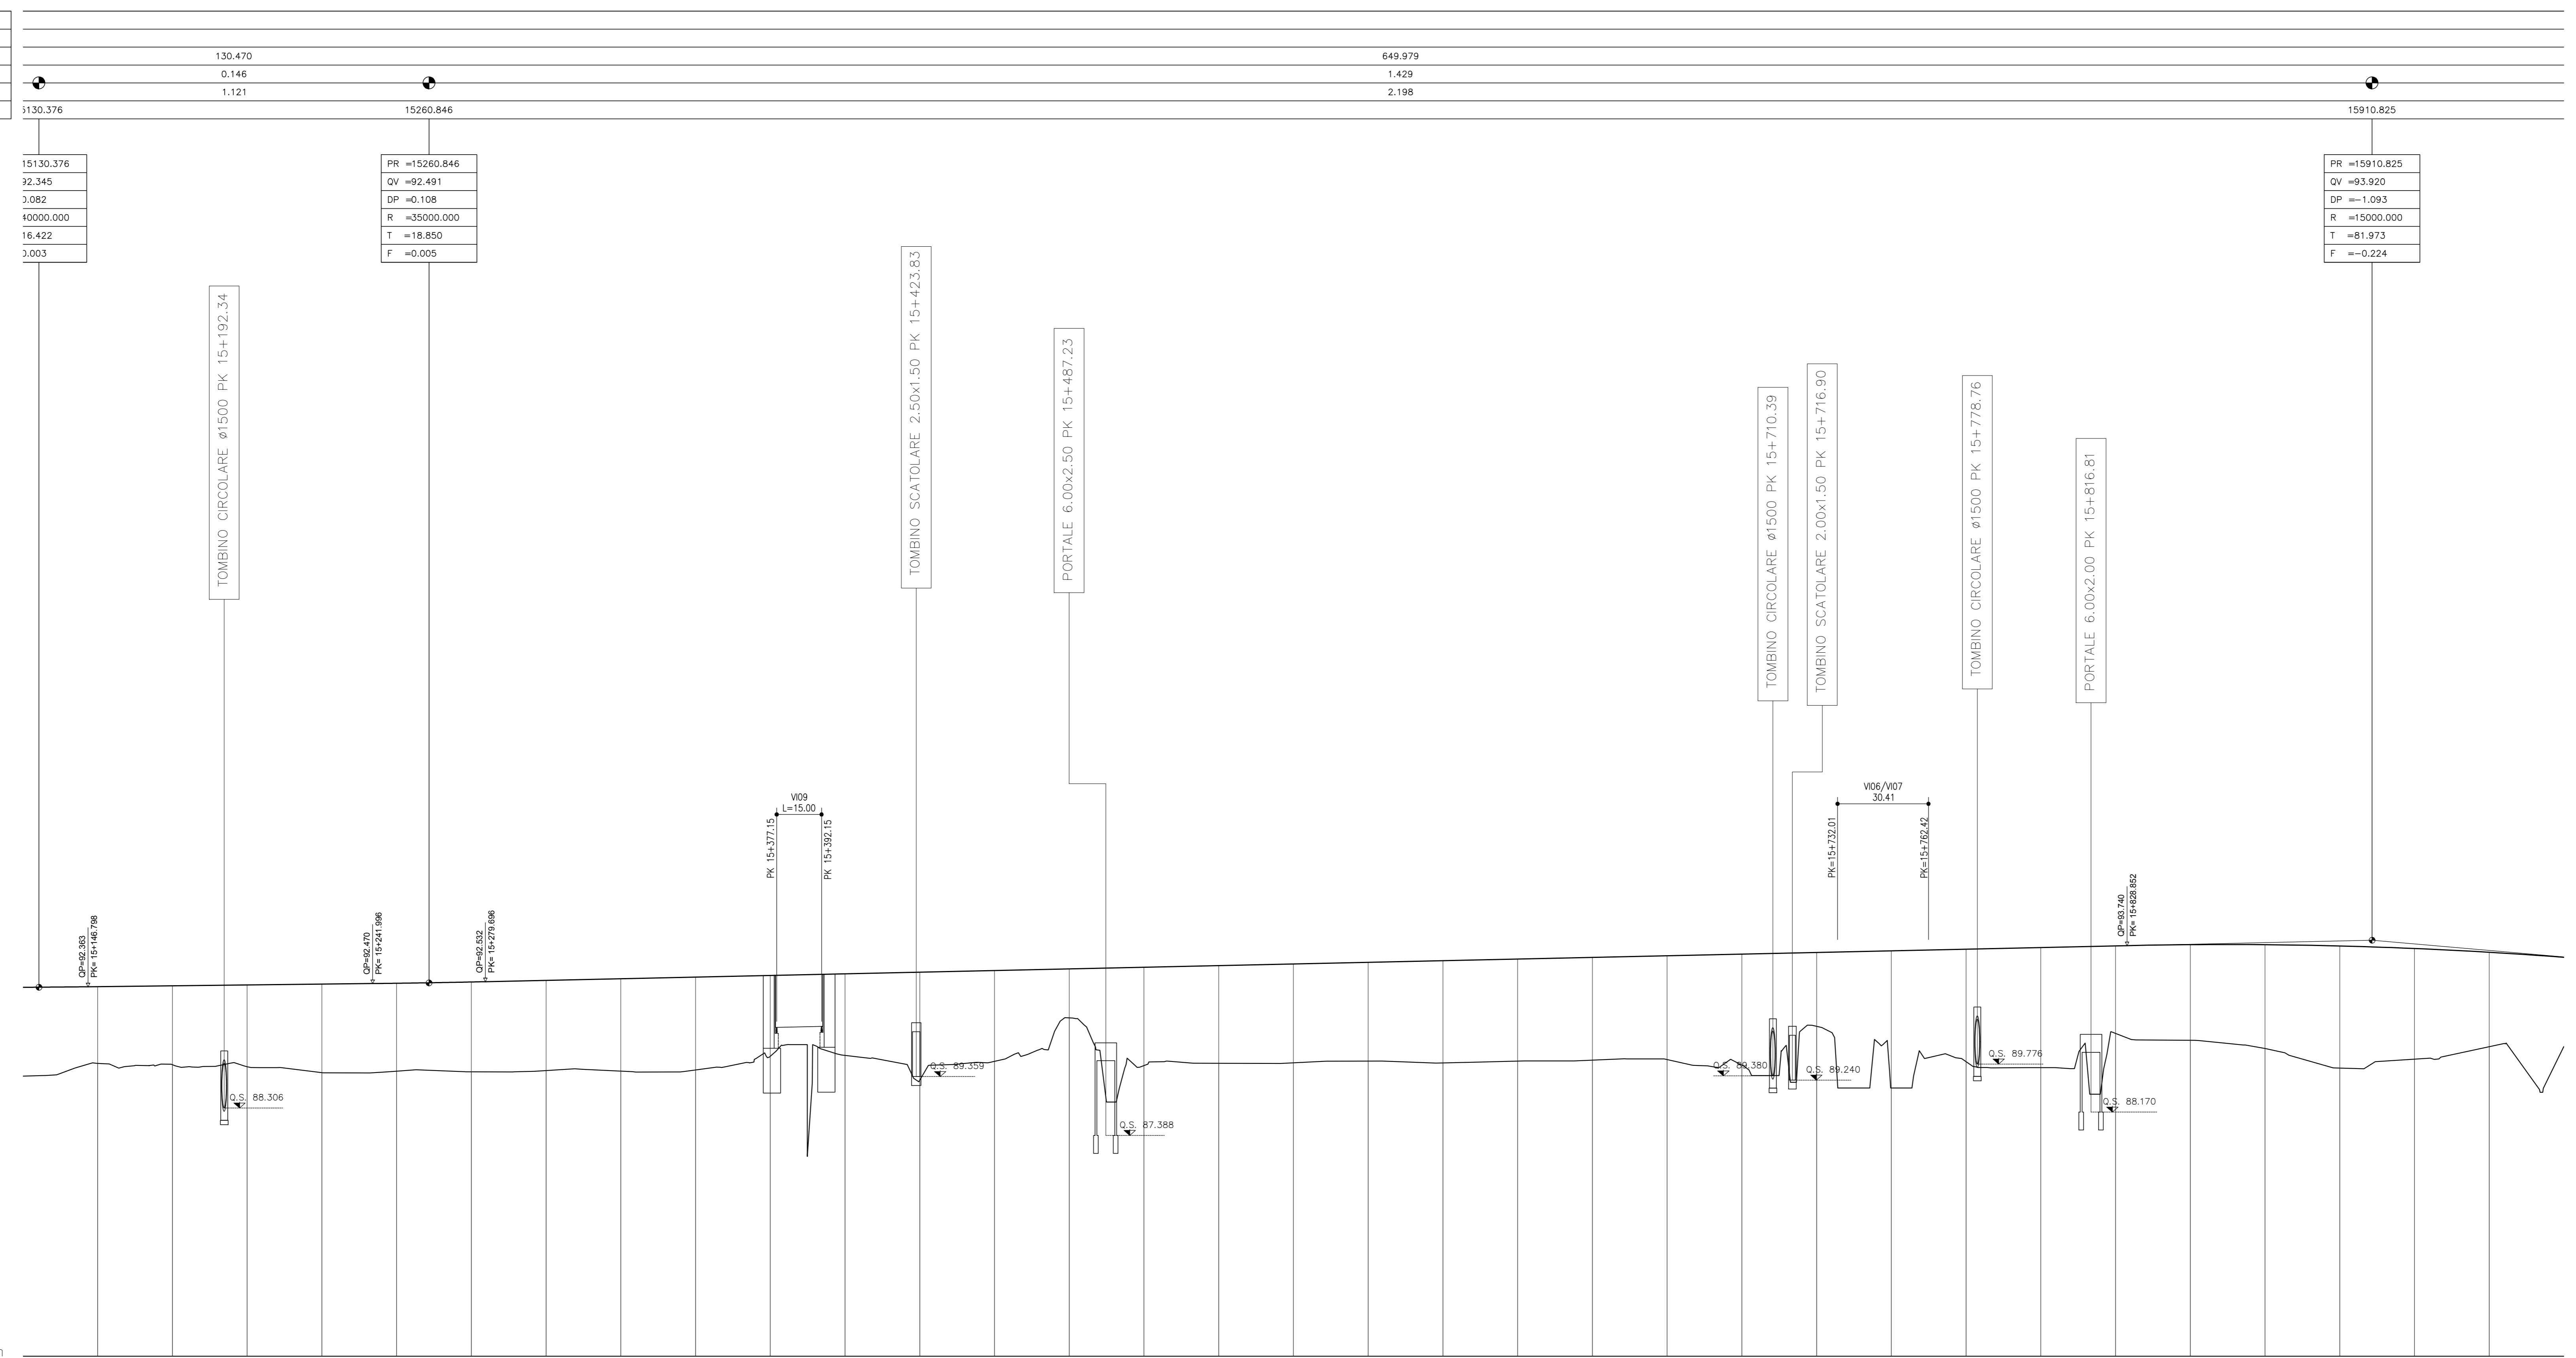 130.470
649.979
0.146
1.429
1.121
2.198
5130.376
15260.846
15910.825
15130.376
92.345
0.082
40000.000
16.422
0.003
PR =15260.846
QV =92.491
DP =0.108
R =35000.000
T =18.850
F =0.005
PR =15910.825
QV =93.920
DP =-1.093
R =15000.000
T =81.973
F =-0.224
TOMBINO CIRCOLARE ø1500 PK 15+192.34
TOMBINO SCATOLARE 2.50x1.50 PK 15+423.83
PORTALE 6.00x2.50 PK 15+487.23
TOMBINO CIRCOLARE ø1500 PK 15+710.39
TOMBINO SCATOLARE 2.00x1.50 PK 15+716.90
TOMBINO CIRCOLARE ø1500 PK 15+778.76
PORTALE 6.00x2.00 PK 15+816.81
VI09
L=15.00
PK 15+377.15
PK 15+392.15
VI06/VI07
30.41
PK=15+732.01
PK=15+762.42
QP=92.363
PK= 15+146.798
QP=92.470
PK= 15+241.996
QP=92.532
PK= 15+279.696
QP=93.740
PK= 15+828.852
Q.S. 88.306
Q.S. 89.359
Q.S. 87.388
Q.S. 89.380
Q.S. 89.240
Q.S. 89.776
Q.S. 88.170